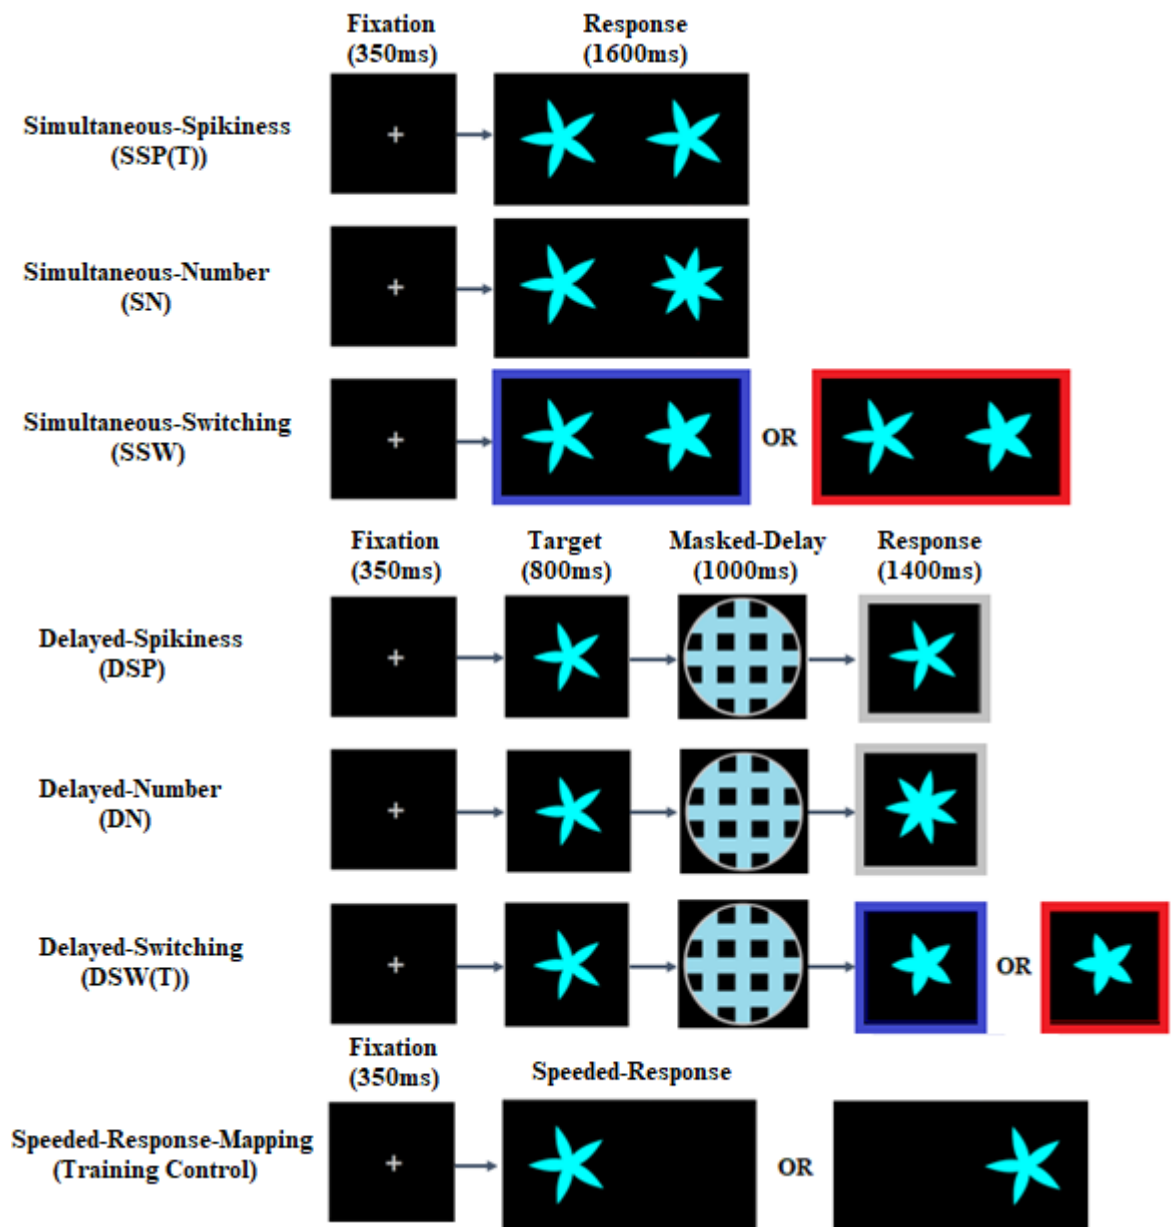 Fixation
(350ms)
Response
(1600ms)
Simultaneous-Spikiness
(SSP(T))
Simultaneous-Number
(SN)
Simultaneous-Switching
(SSW)
OR
Fixation
(350ms)
Target
(800ms)
Masked-Delay
(1000ms)
Response
(1400ms)
Delayed-Spikiness
(DSP)
Delayed-Number
(DN)
Delayed-Switching
(DSW(T))
OR
Fixation
(350ms)
Speeded-Response
Speeded-Response-Mapping
(Training Control)
OR